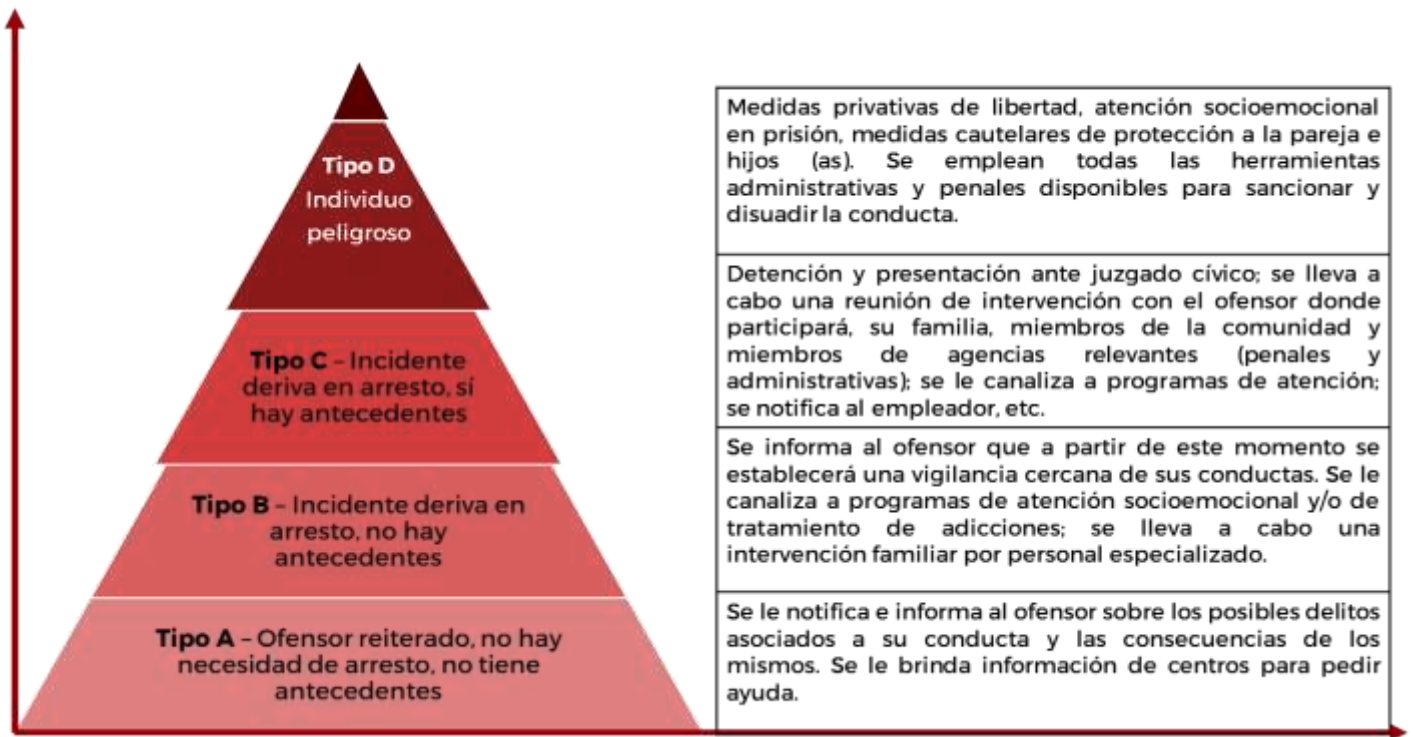 Tipo D
Individuo
peligroso
Medidas privativas de libertad, atención socioemocional
en prisión, medidas cautelares de protección a la pareja e
hijos (as). Se emplean todas las herramientas
administrativas y penales disponibles para sancionar y
disuadir la conducta.
Tipo C – Incidente
deriva en arresto, sí
hay antecedentes
Detención y presentación ante juzgado cívico; se lleva a
cabo una reunión de intervención con el ofensor donde
participará, su familia, miembros de la comunidad y
miembros de agencias relevantes (penales y
administrativas); se le canaliza a programas de atención;
se notifica al empleador, etc.
Tipo B – Incidente deriva en
arresto, no hay
antecedentes
Se informa al ofensor que a partir de este momento se
establecerá una vigilancia cercana de sus conductas. Se le
canaliza a programas de atención socioemocional y/o de
tratamiento de adicciones; se lleva a cabo una
intervención familiar por personal especializado.
Tipo A – Ofensor reiterado, no hay
necesidad de arresto, no tiene
antecedentes
Se le notifica e informa al ofensor sobre los posibles delitos
asociados a su conducta y las consecuencias de los
mismos. Se le brinda información de centros para pedir
ayuda.